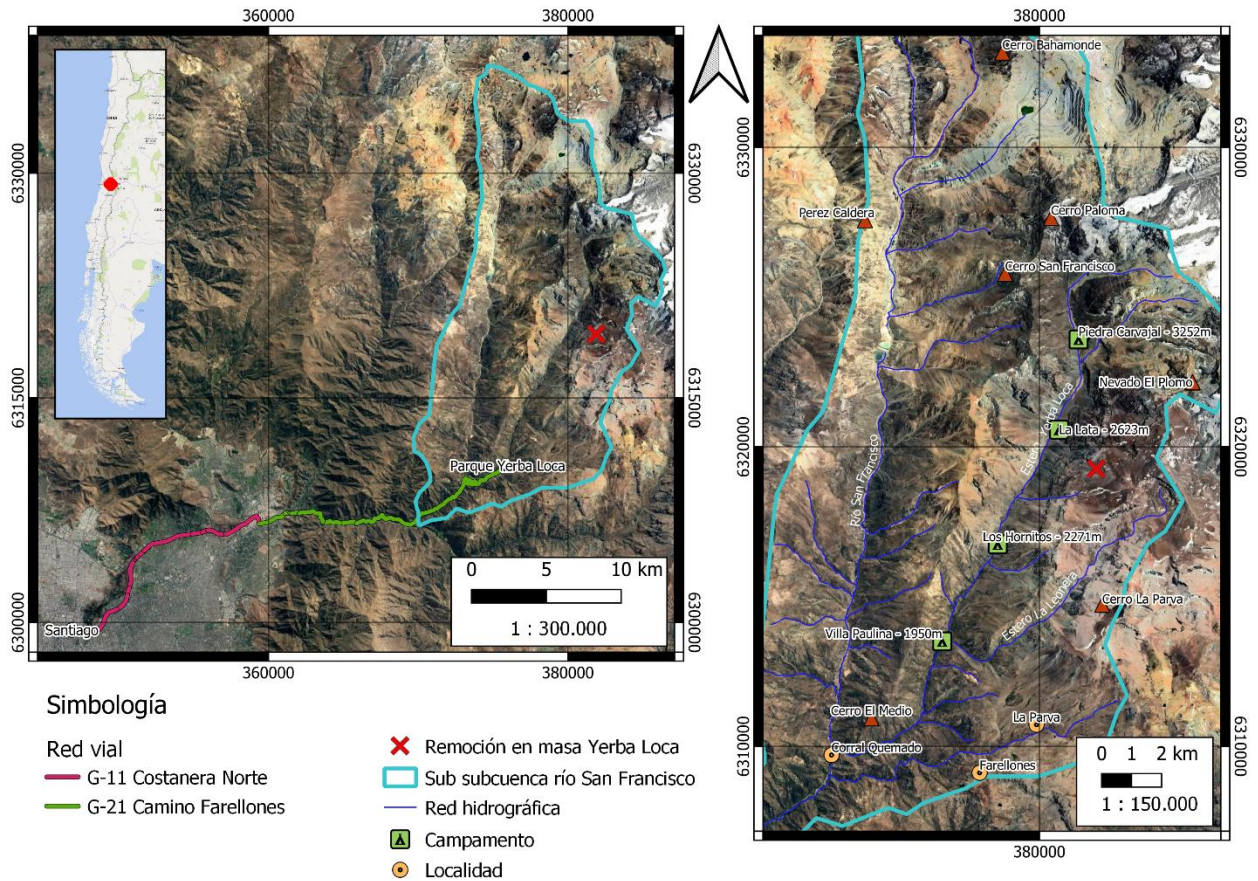 360000
380000
6330000
6330000
6315000
6315000
6300000
6300000
Parque Yerba Loca
Santiago
0 5 10 km
1 : 300.000
360000
380000
380000
Cerro Bahamonde
6330000
6330000
Perez Caldera
Cerro Paloma
Cerro San Francisco
Piedra Carvajal - 3252m
Nevado El Plomo
Estero Yerba Loca
La Lata - 2623m
6320000
6320000
Río San Francisco
Los Hornitos - 2271m
Cerro La Parva
Estero La Leonera
Villa Paulina - 1950m
Cerro El Medio
La Parva
Corral Quemado
Farellones
6310000
6310000
0 1 2 km
1 : 150.000
380000
Simbología
Red vial
G-11 Costanera Norte
G-21 Camino Farellones
Remoción en masa Yerba Loca
Sub subcuenca río San Francisco
Red hidrográfica
Campamento
Localidad